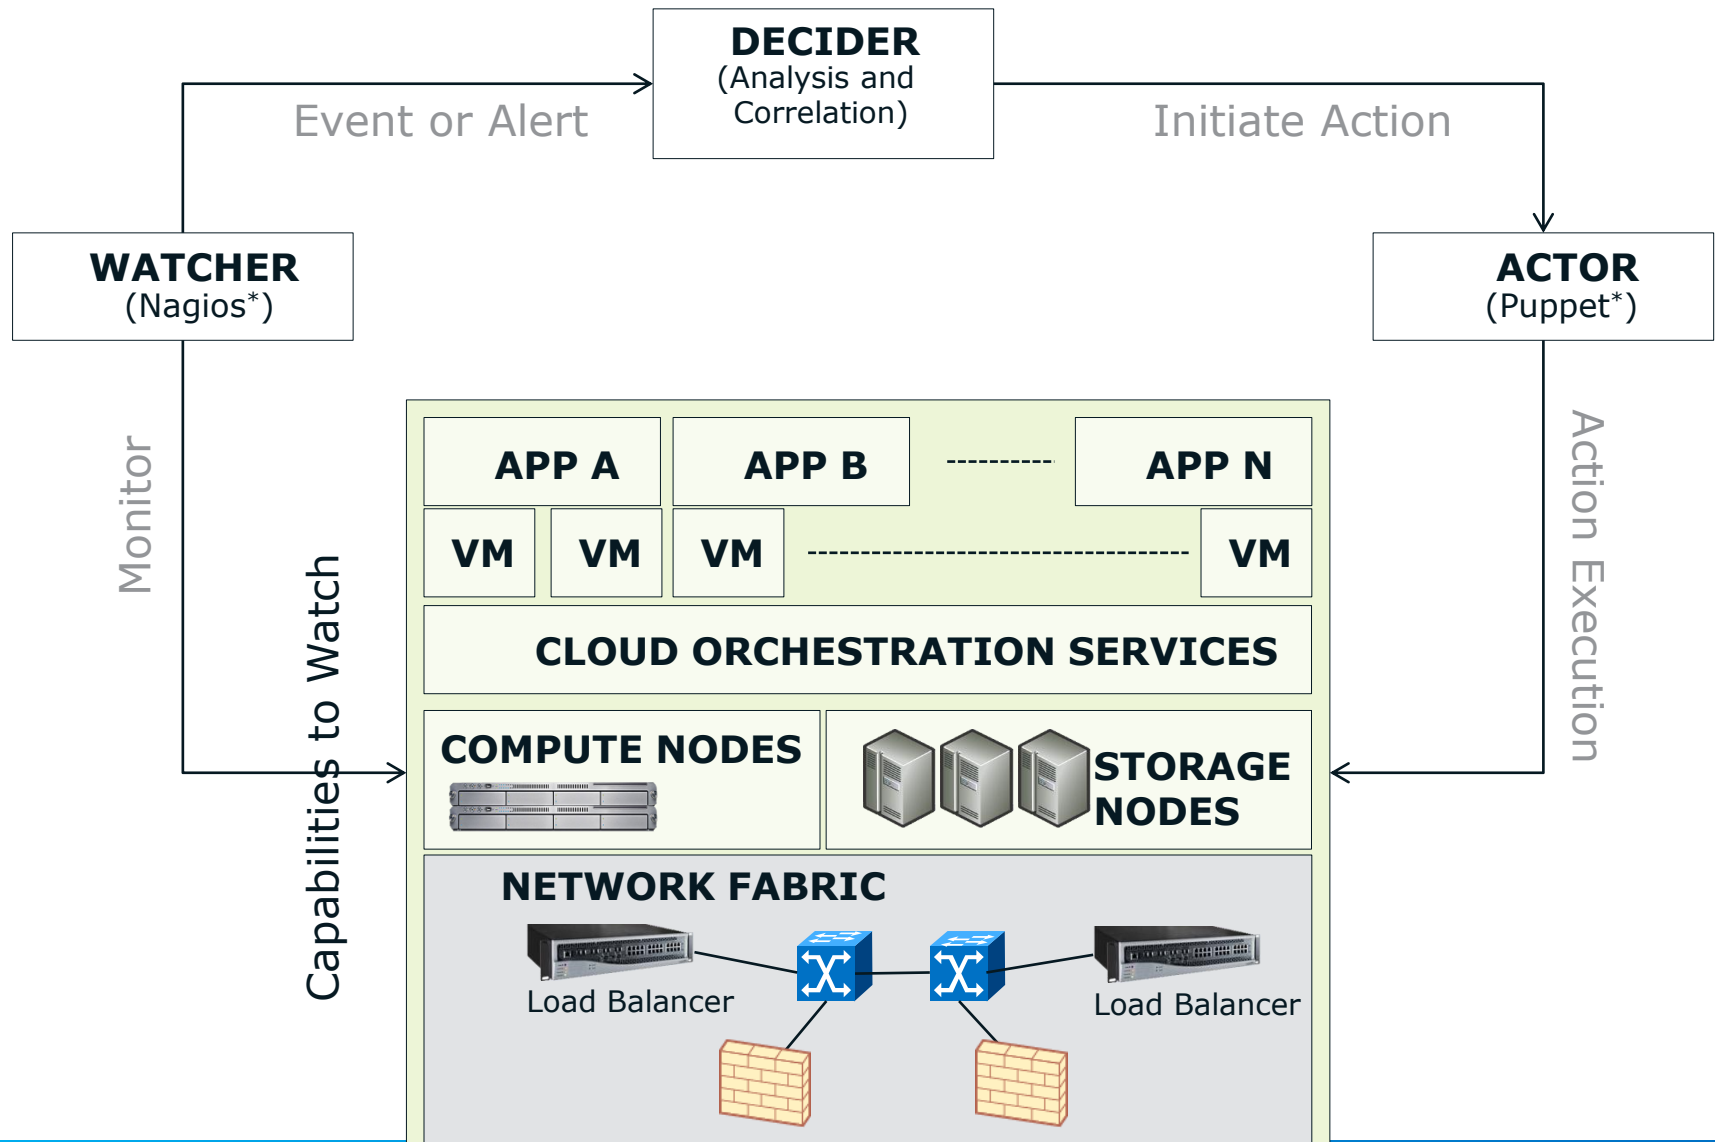 DECIDER
(Analysis and
Correlation)
Event or Alert
Initiate Action
WATCHER
(Nagios*)
ACTOR
(Puppet*)
Monitor
Capabilities to Watch
Action Execution
APP A
APP B
APP N
VM
VM
VM
VM
CLOUD ORCHESTRATION SERVICES
COMPUTE NODES
STORAGE
NODES
NETWORK FABRIC
Load Balancer
Load Balancer